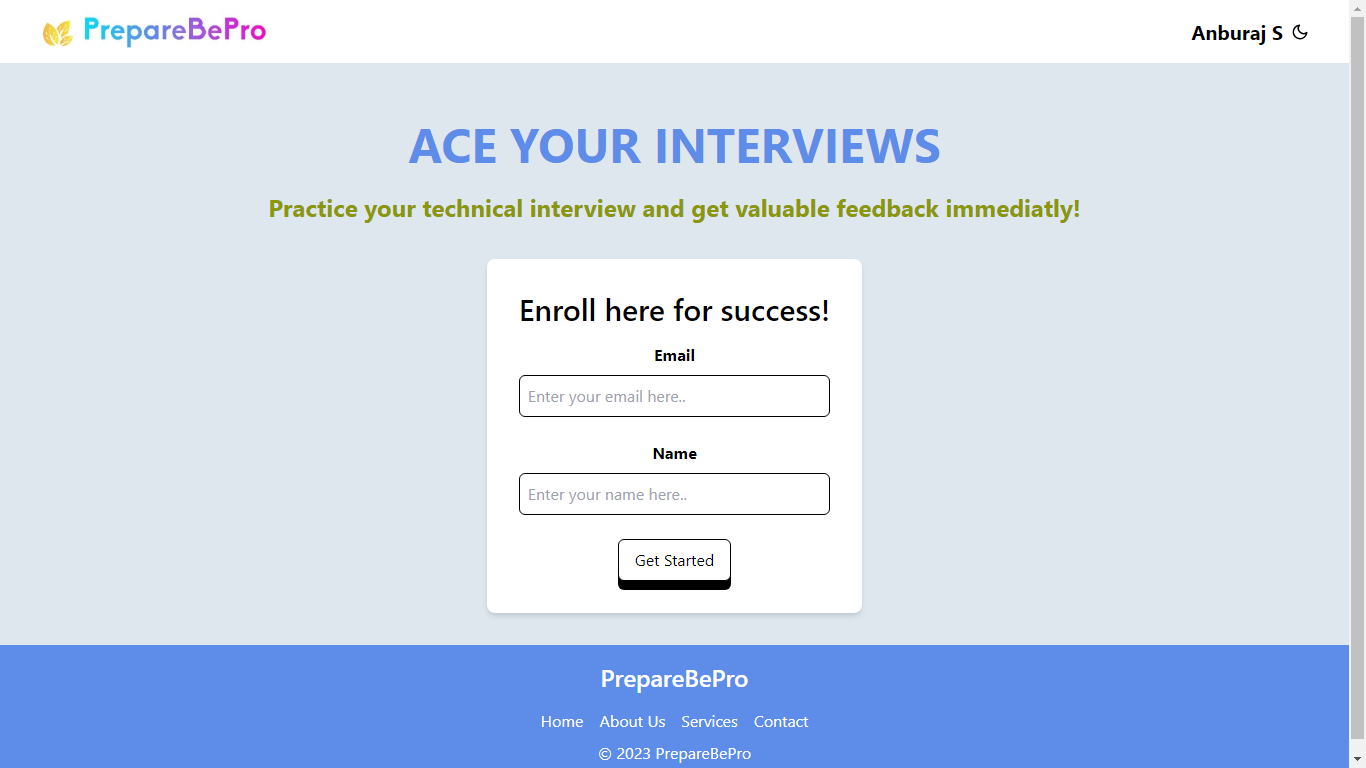 PrepareBePro
Anburaj S
ACE YOUR INTERVIEWS
Practice your technical interview and get valuable feedback immediatly!
Enroll here for success!
Email
Enter your email here..
Name
Enter your name here..
Get Started
PrepareBePro
Home About Us Services Contact
© 2023 PrepareBePro